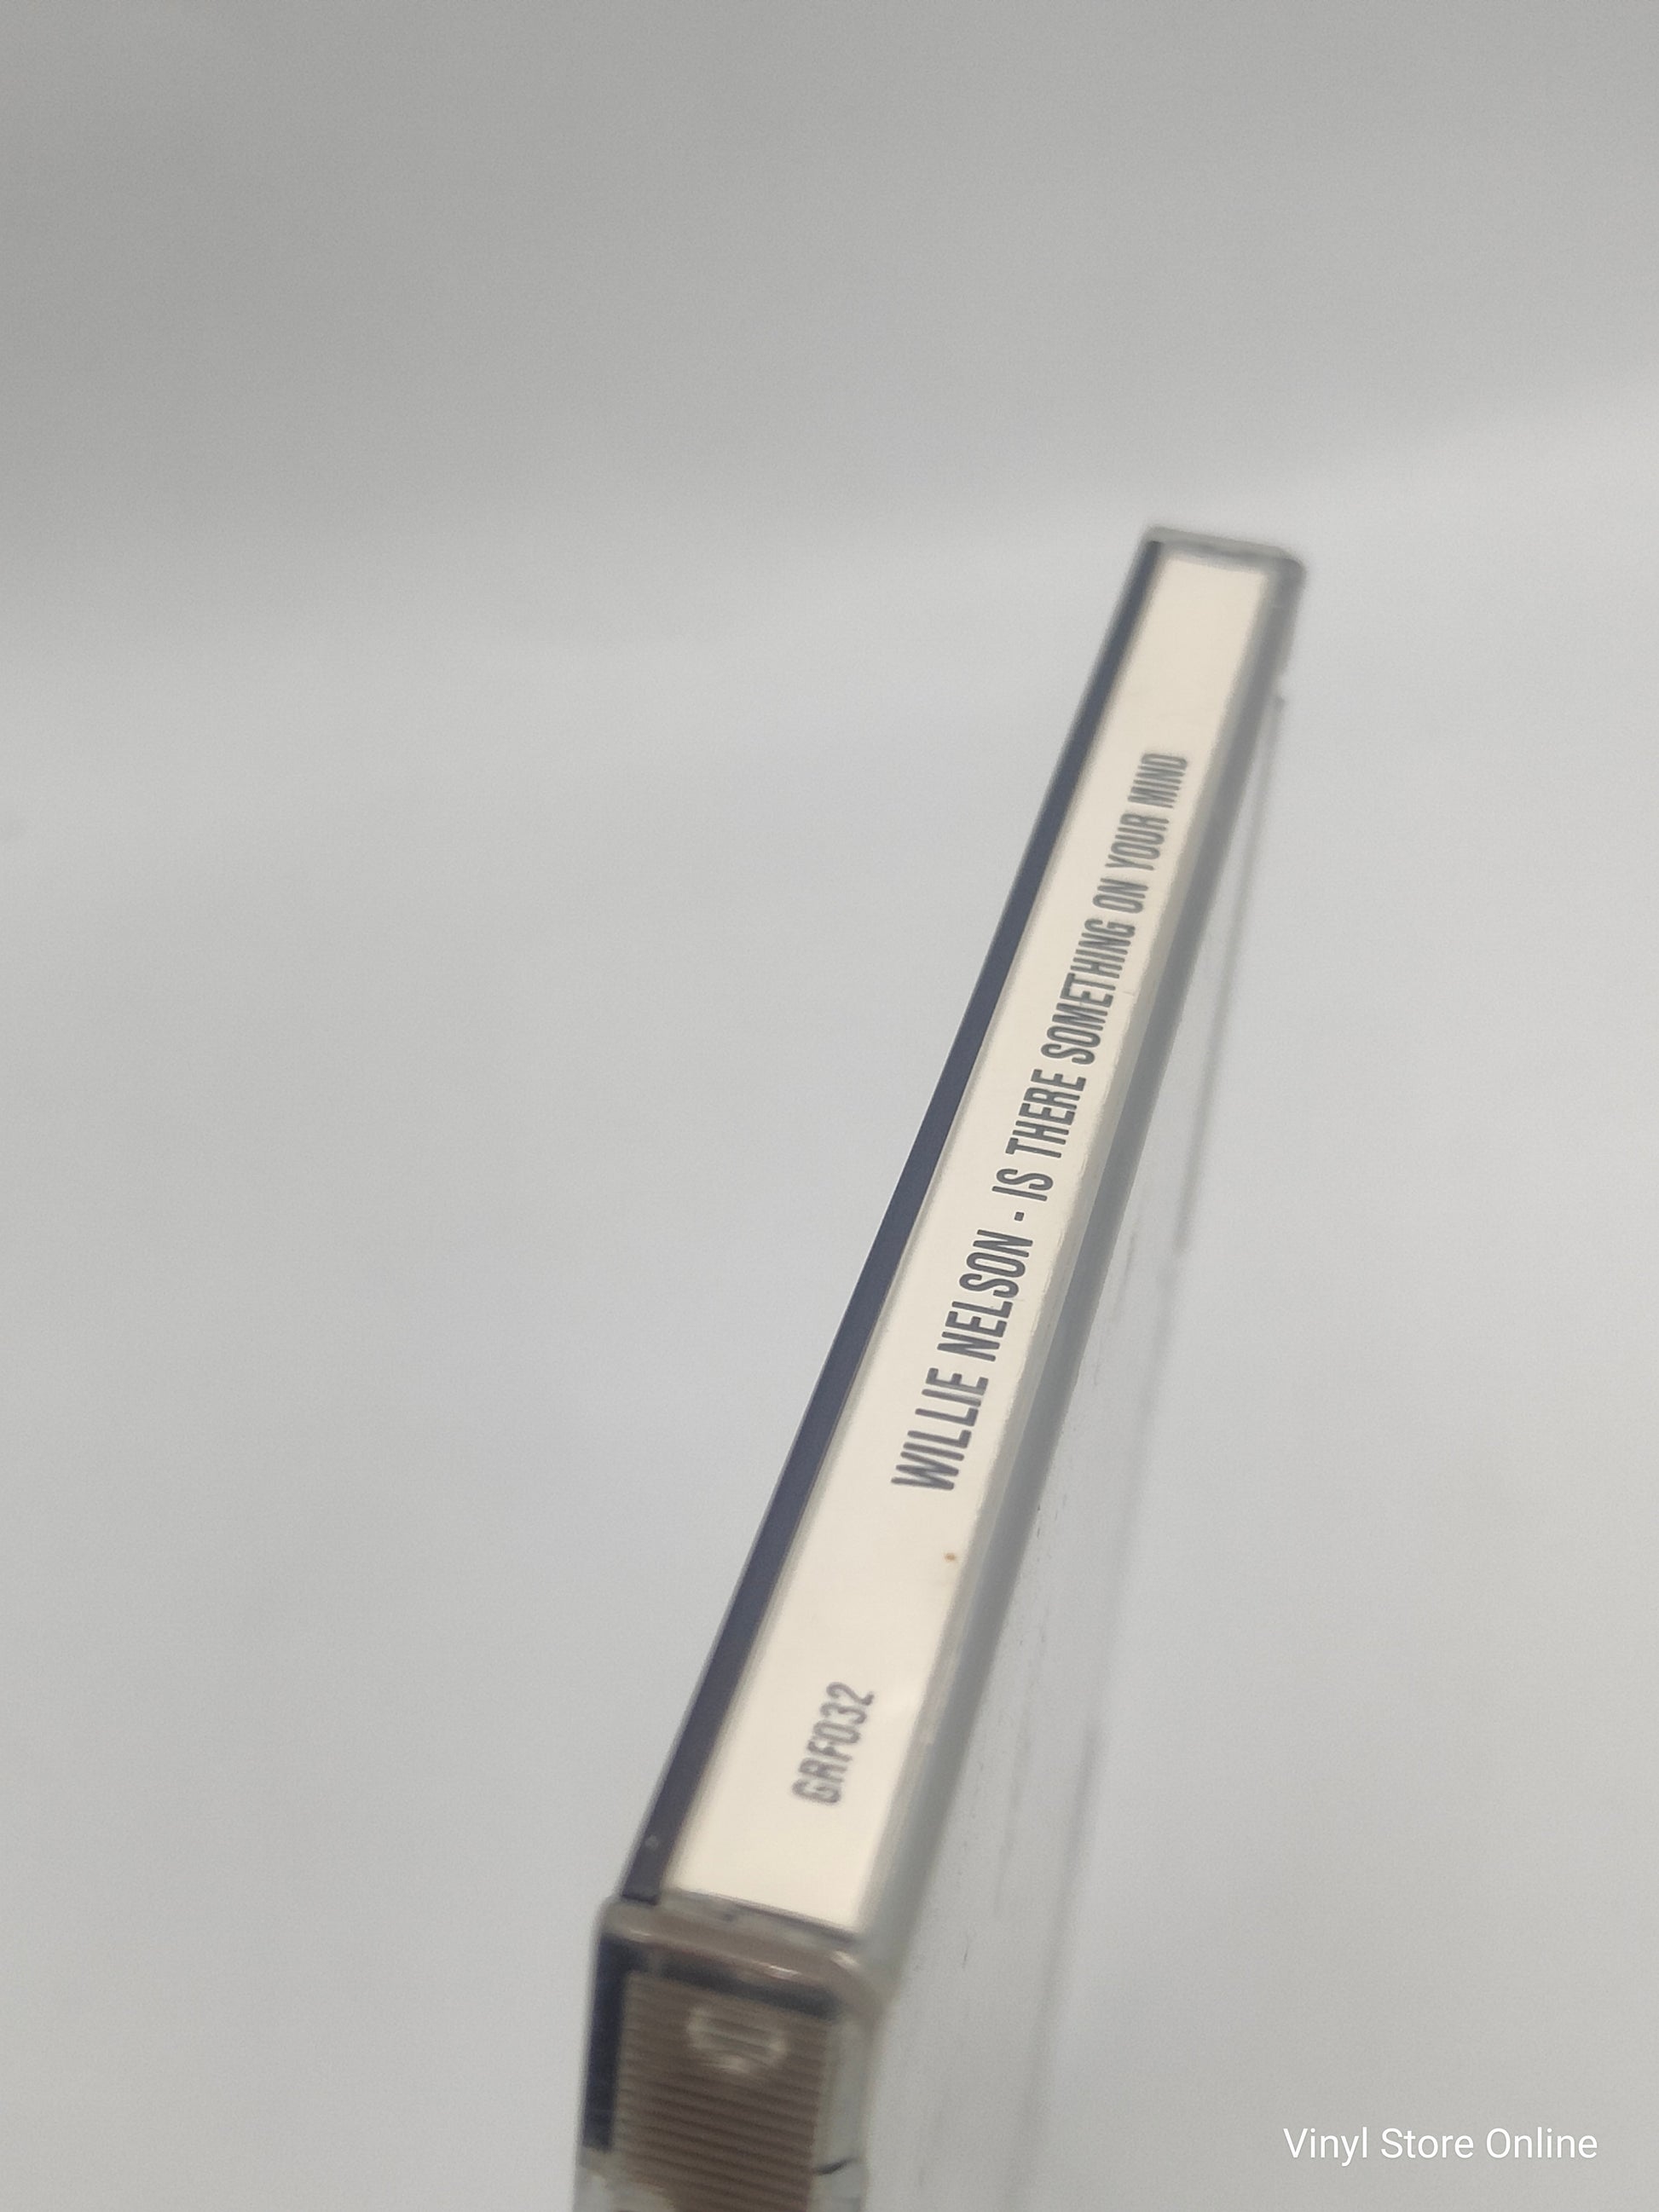 GRF032
WILLIE NELSON · IS THERE SOMETHING ON YOUR MIND
Vinyl Store Online